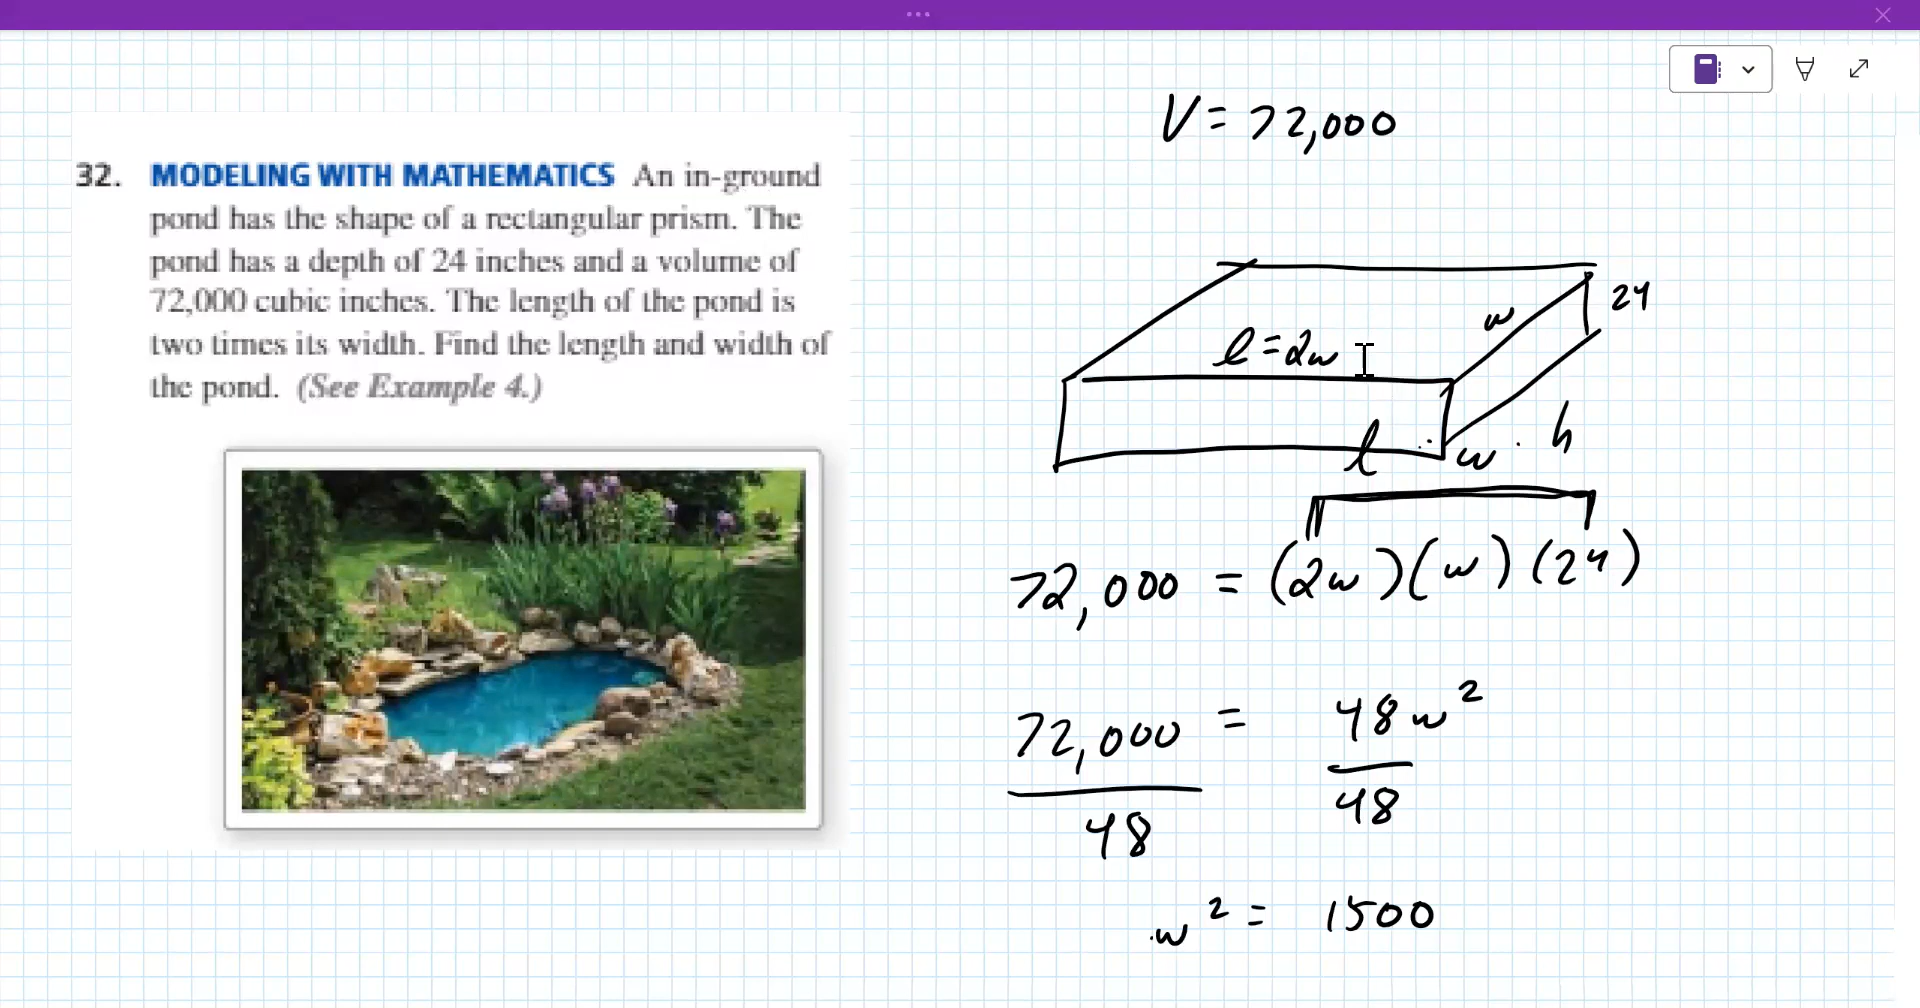 32. MODELING WITH MATHEMATICS An in-ground
pond has the shape of a rectangular prism. The
pond has a depth of 24 inches and a volume of
72,000 cubic inches. The length of the pond is
two times its width. Find the length and width of
the pond. (See Example 4.)
V = 72,000
24
w
l = 2w
l · w · h
72,000 = (2w)(w)(24)
72,000 = 48w²
48 48
w² = 1500